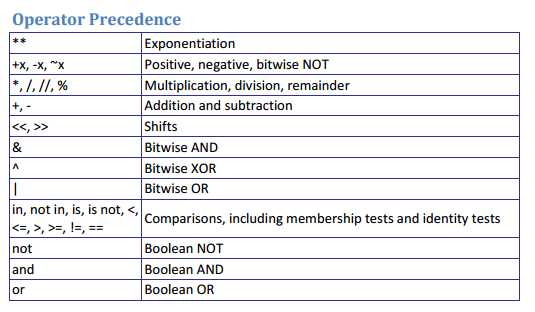 Operator Precedence
** Exponentiation
+x, -x, ~x Positive, negative, bitwise NOT
*, /, //, % Multiplication, division, remainder
+, - Addition and subtraction
<<, >> Shifts
& Bitwise AND
^ Bitwise XOR
| Bitwise OR
in, not in, is, is not, <,
<=, >, >=, !=, == Comparisons, including membership tests and identity tests
not Boolean NOT
and Boolean AND
or Boolean OR